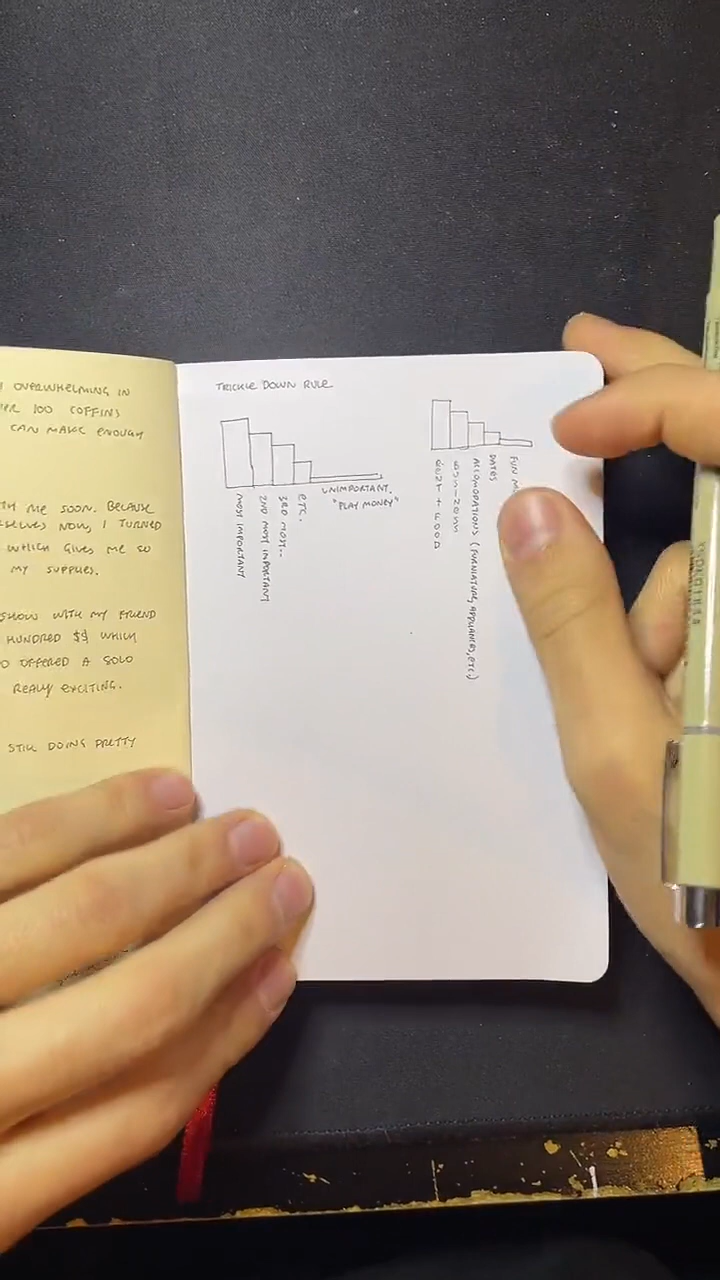 OVERWHELMING IN
100 COFFINS
CAN MAKE ENOUGH
ME SOON. BECAUSE
NOW, I TURNED
WHICH GIVES ME SO
MY SUPPLIES.
SHOW WITH MY FRIEND
HUNDRED $$ WHICH
OFFERED A SOLO
REALLY EXCITING.
STILL DOING PRETTY
TRICKLE DOWN RULE
MOST IMPORTANT
2ND MOST IMPORTANT
3RD MOST..
ETC.
UNIMPORTANT.
"PLAY MONEY"
RENT + FOOD
BUSINESS
ACCOMODATIONS (FURNIATURE, APPLIANCES, ETC)
DATES
FUN